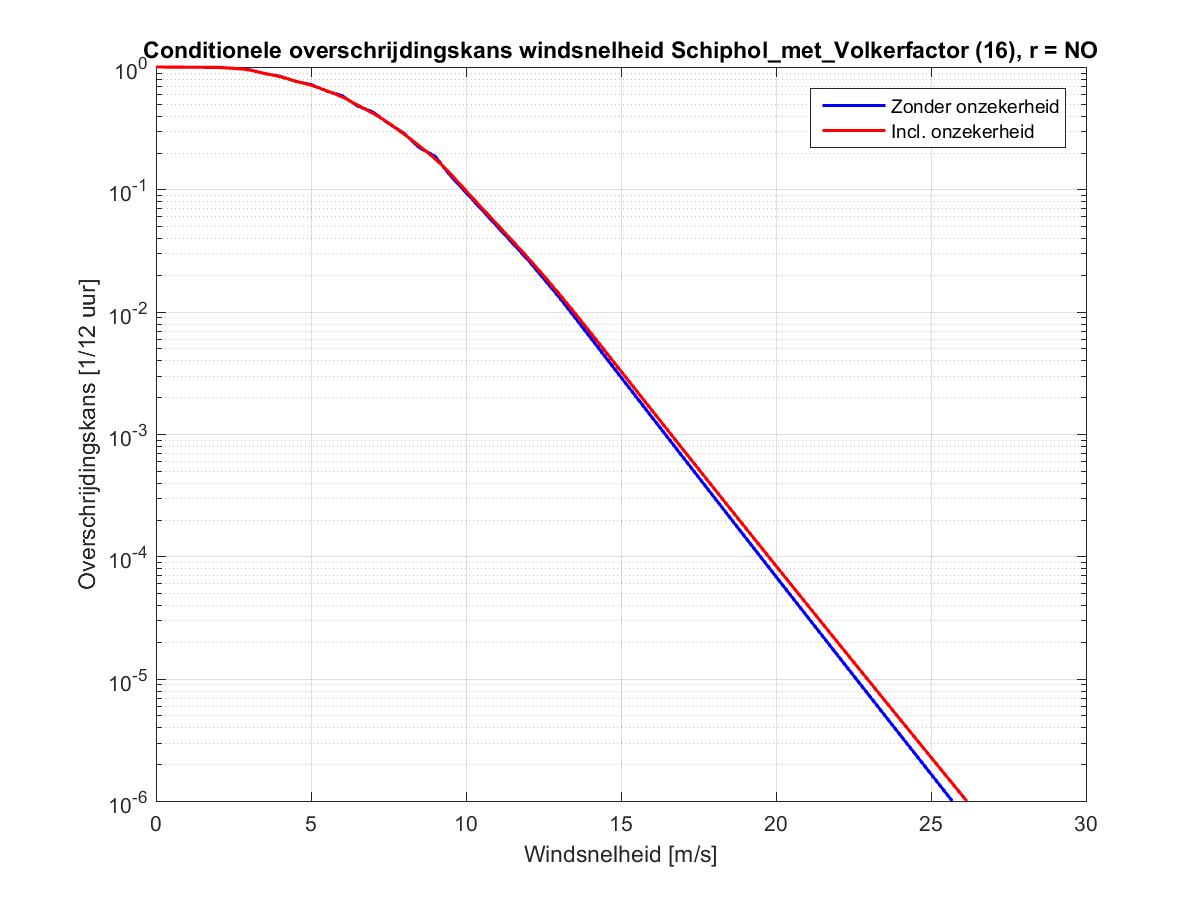 Conditionele overschrijdingskans windsnelheid Schiphol_met_Volkerfactor (16), r = NO
Zonder onzekerheid
Incl. onzekerheid
Overschrijdingskans [1/12 uur]
10^0
10^-1
10^-2
10^-3
10^-4
10^-5
10^-6
0 5 10 15 20 25 30
Windsnelheid [m/s]